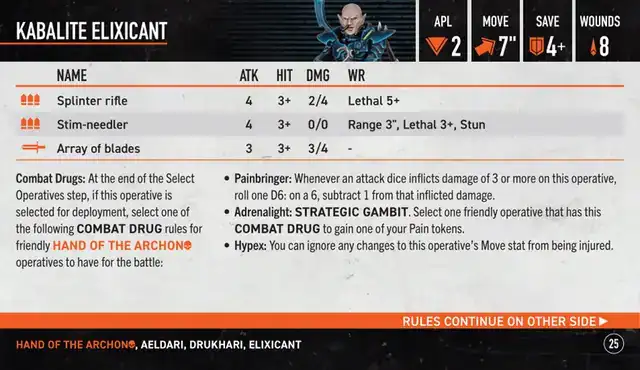 KABALITE ELIXICANT
APL MOVE SAVE WOUNDS
2 7" 4+ 8
NAME ATK HIT DMG WR
Splinter rifle 4 3+ 2/4 Lethal 5+
Stim-needler 4 3+ 0/0 Range 3", Lethal 3+, Stun
Array of blades 3 3+ 3/4 -
Combat Drugs: At the end of the Select
Operatives step, if this operative is
selected for deployment, select one of
the following COMBAT DRUG rules for
friendly HAND OF THE ARCHON
operatives to have for the battle:
• Painbringer: Whenever an attack dice inflicts damage of 3 or more on this operative,
roll one D6: on a 6, subtract 1 from that inflicted damage.
• Adrenalight: STRATEGIC GAMBIT. Select one friendly operative that has this
COMBAT DRUG to gain one of your Pain tokens.
• Hypex: You can ignore any changes to this operative's Move stat from being injured.
RULES CONTINUE ON OTHER SIDE ►
HAND OF THE ARCHON, AELDARI, DRUKHARI, ELIXICANT
25